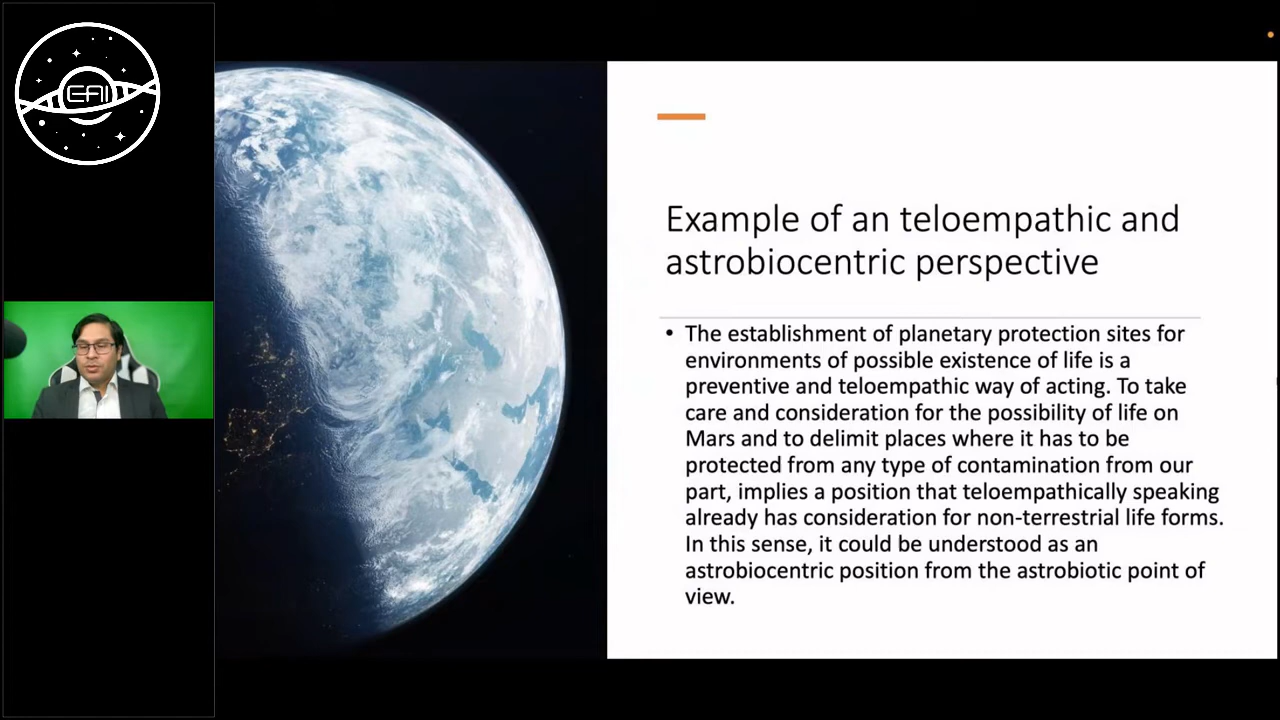 EAII
Example of an teloempathic and
astrobiocentric perspective
• The establishment of planetary protection sites for
environments of possible existence of life is a
preventive and teloempathic way of acting. To take
care and consideration for the possibility of life on
Mars and to delimit places where it has to be
protected from any type of contamination from our
part, implies a position that teloempathically speaking
already has consideration for non-terrestrial life forms.
In this sense, it could be understood as an
astrobiocentric position from the astrobiotic point of
view.